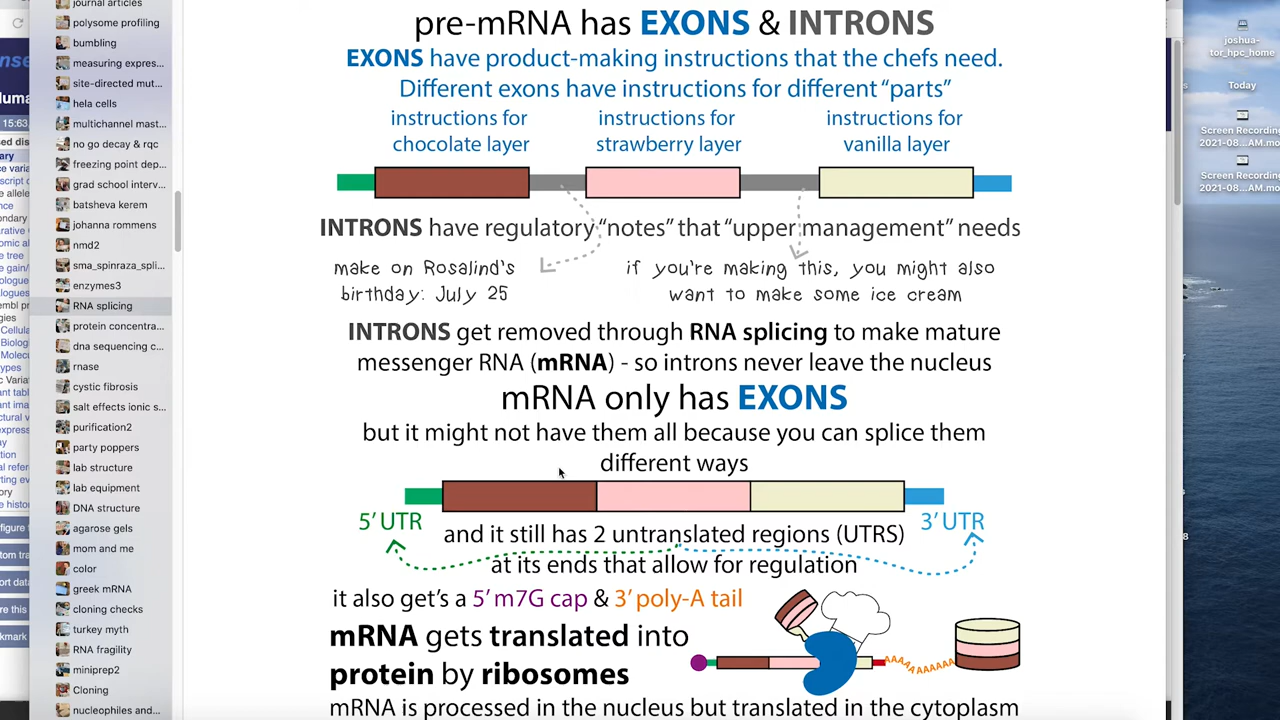 journal articles
polysome profiling
bumbling
measuring expres...
site-directed mut...
hela cells
multichannel mast...
no go decay & rqc
freezing point dep...
grad school interv...
batsheva kerem
johanna rommens
nmd2
sma_spinraza_spli...
enzymes3
RNA splicing
protein concentra...
dna sequencing c...
rnase
cystic fibrosis
salt effects ionic s...
purification2
party poppers
lab structure
lab equipment
DNA structure
agarose gels
mom and me
color
greek mRNA
cloning checks
turkey myth
RNA fragility
miniprep2
Cloning
nucleophiles and...
pre-mRNA has EXONS & INTRONS
EXONS have product-making instructions that the chefs need.
Different exons have instructions for different “parts”
instructions for chocolate layer
instructions for strawberry layer
instructions for vanilla layer
INTRONS have regulatory “notes” that “upper management” needs
make on Rosalind's
birthday: July 25
if you're making this, you might also
want to make some ice cream
INTRONS get removed through RNA splicing to make mature
messenger RNA (mRNA) - so introns never leave the nucleus
mRNA only has EXONS
but it might not have them all because you can splice them
different ways
5’ UTR
3’ UTR
and it still has 2 untranslated regions (UTRS)
at its ends that allow for regulation
it also get’s a 5’ m7G cap & 3’ poly-A tail
mRNA gets translated into
protein by ribosomes
AAAAAAAAAAA
mRNA is processed in the nucleus but translated in the cytoplasm
joshua-
tor_hpc_home
Today
Screen Recording
2021-08...AM.mo
Screen Recording
2021-08...AM.mo